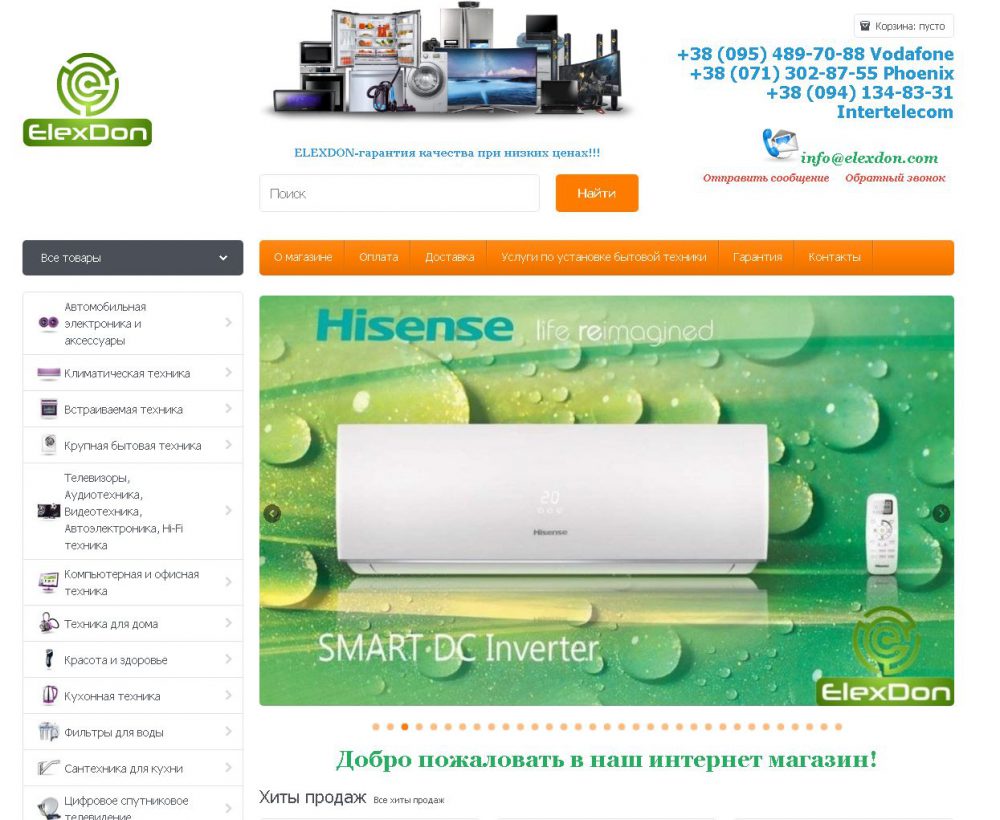 Корзина: пусто
+38 (095) 489-70-88 Vodafone
+38 (071) 302-87-55 Phoenix
+38 (094) 134-83-31
Intertelecom
ElexDon
ELEXDON-гарантия качества при низких ценах!!!
info@elexdon.com
Отправить сообщение Обратный звонок
Поиск
Найти
Все товары
О магазине Оплата Доставка Услуги по установке бытовой техники Гарантия Контакты
Автомобильная
электроника и
аксессуары
Климатическая техника
Встраиваемая техника
Крупная бытовая техника
Телевизоры,
Аудиотехника,
Видеотехника,
Автоэлектроника, Hi-Fi
техника
Компьютерная и офисная
техника
Техника для дома
Красота и здоровье
Кухонная техника
Фильтры для воды
Сантехника для кухни
Цифровое спутниковое
телевидение
Hisense life reimagined
20
Hisense
SMART DC Inverter
ElexDon
Добро пожаловать в наш интернет магазин!
Хиты продаж Все хиты продаж